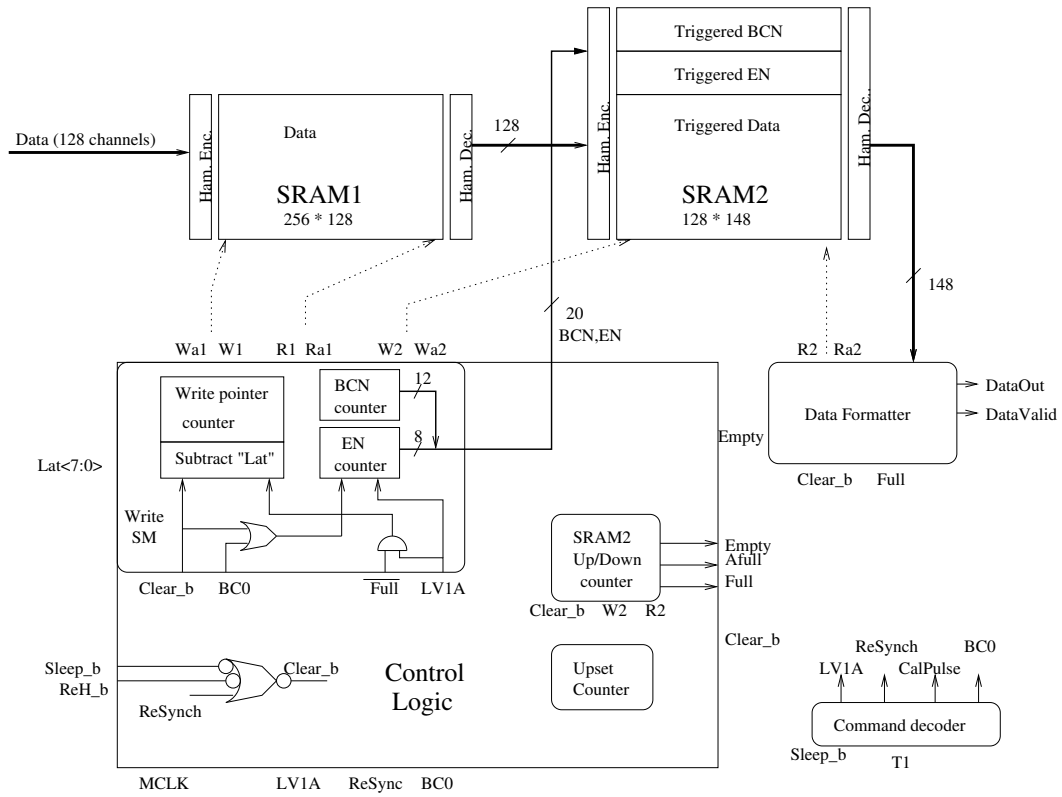 Triggered BCN
Triggered EN
Triggered Data
Data (128 channels)
Ham. Enc.
Data
SRAM1
256 * 128
Ham. Dec.
128
Ham. Enc.
SRAM2
128 * 148
Ham. Dec..
148
20
BCN,EN
Wa1 W1 R1 Ra1 W2 Wa2
R2 Ra2
Write pointer
counter
Subtract "Lat"
BCN
counter
12
EN
counter
8
Data Formatter
DataOut
DataValid
Empty
Clear_b Full
Lat<7:0>
Write
SM
Clear_b BC0 Full LV1A
SRAM2
Up/Down
counter
Empty
Afull
Full
Clear_b W2 R2
Clear_b
Sleep_b
ReH_b
ReSynch
Clear_b
Control
Logic
Upset
Counter
ReSynch BC0
LV1A CalPulse
Command decoder
Sleep_b
T1
MCLK LV1A ReSync BC0